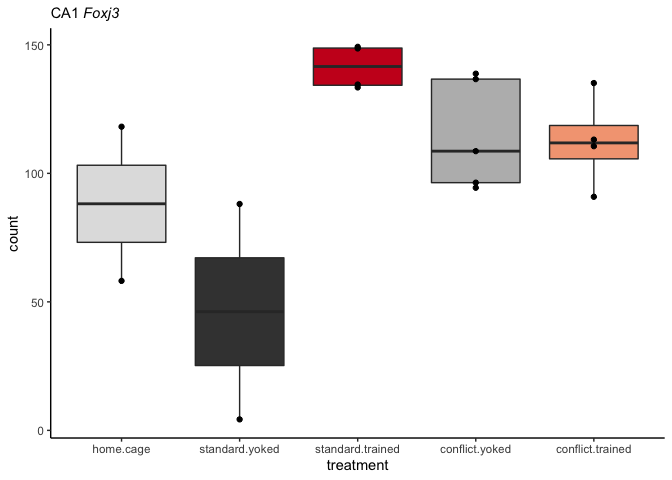 CA1 Foxj3
150
100
50
0
count
home.cage
standard.yoked
standard.trained
conflict.yoked
conflict.trained
treatment